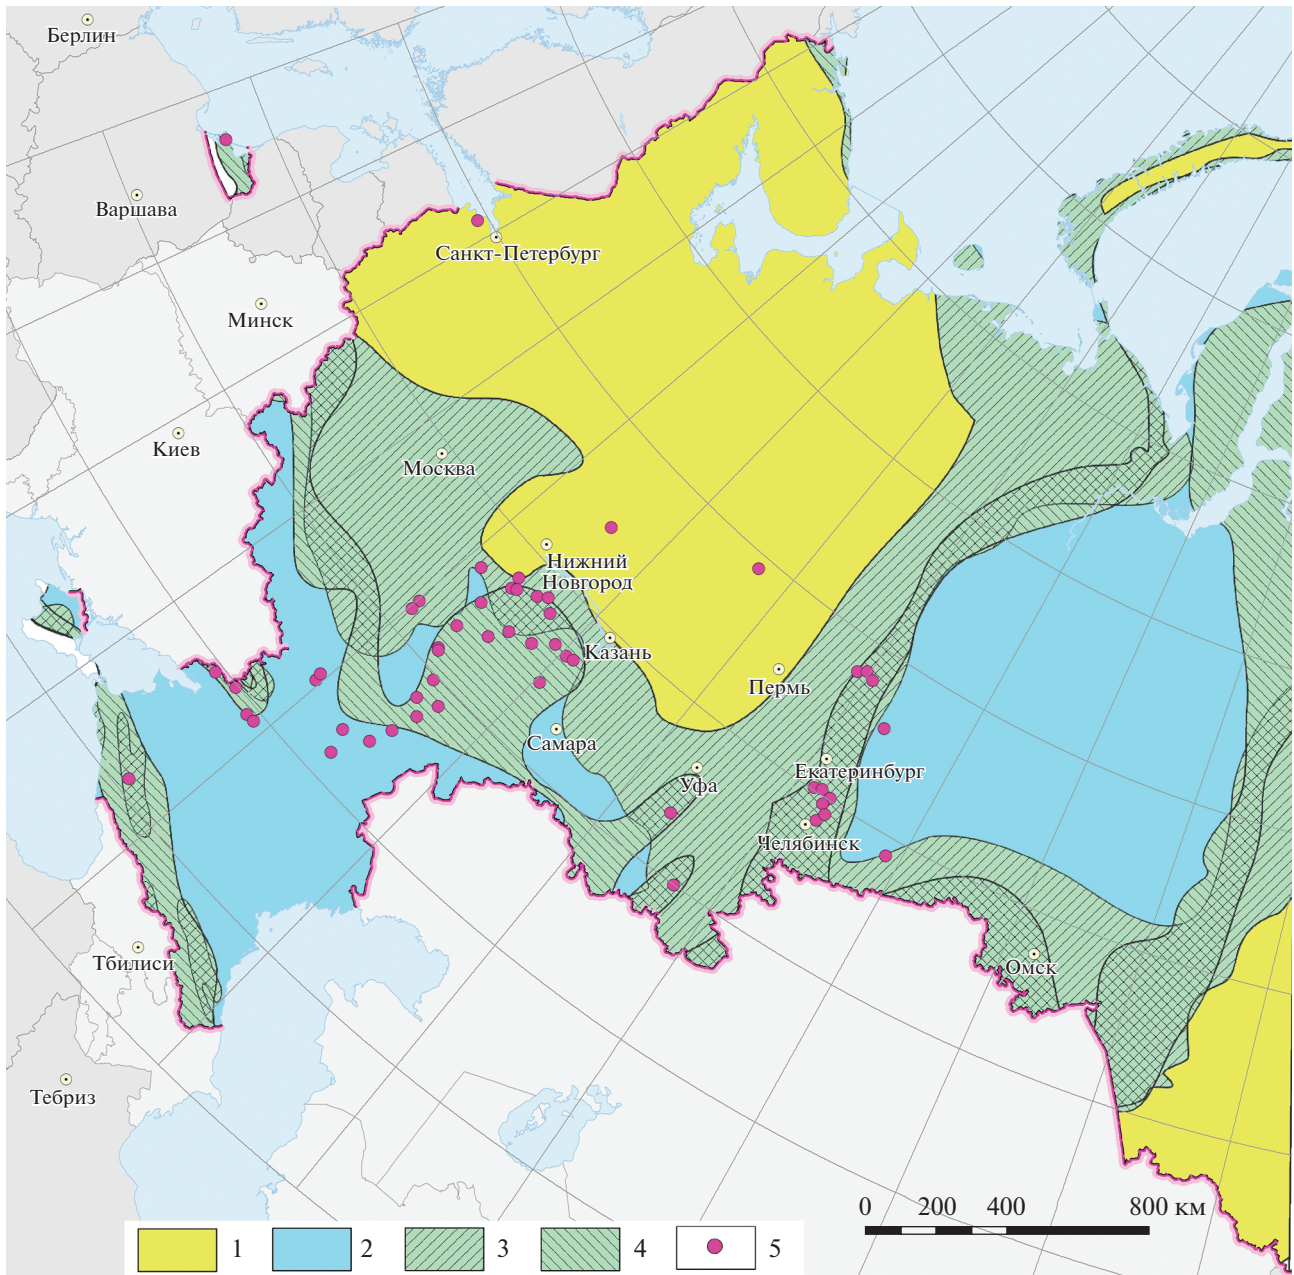 Берлин
Варшава
Санкт-Петербург
Минск
Киев
Москва
Нижний
Новгород
Казань
Пермь
Самара
Екатеринбург
Уфа
Челябинск
Тбилиси
Омск
Тебриз
0 200 400 800 км
1 2 3 4 5